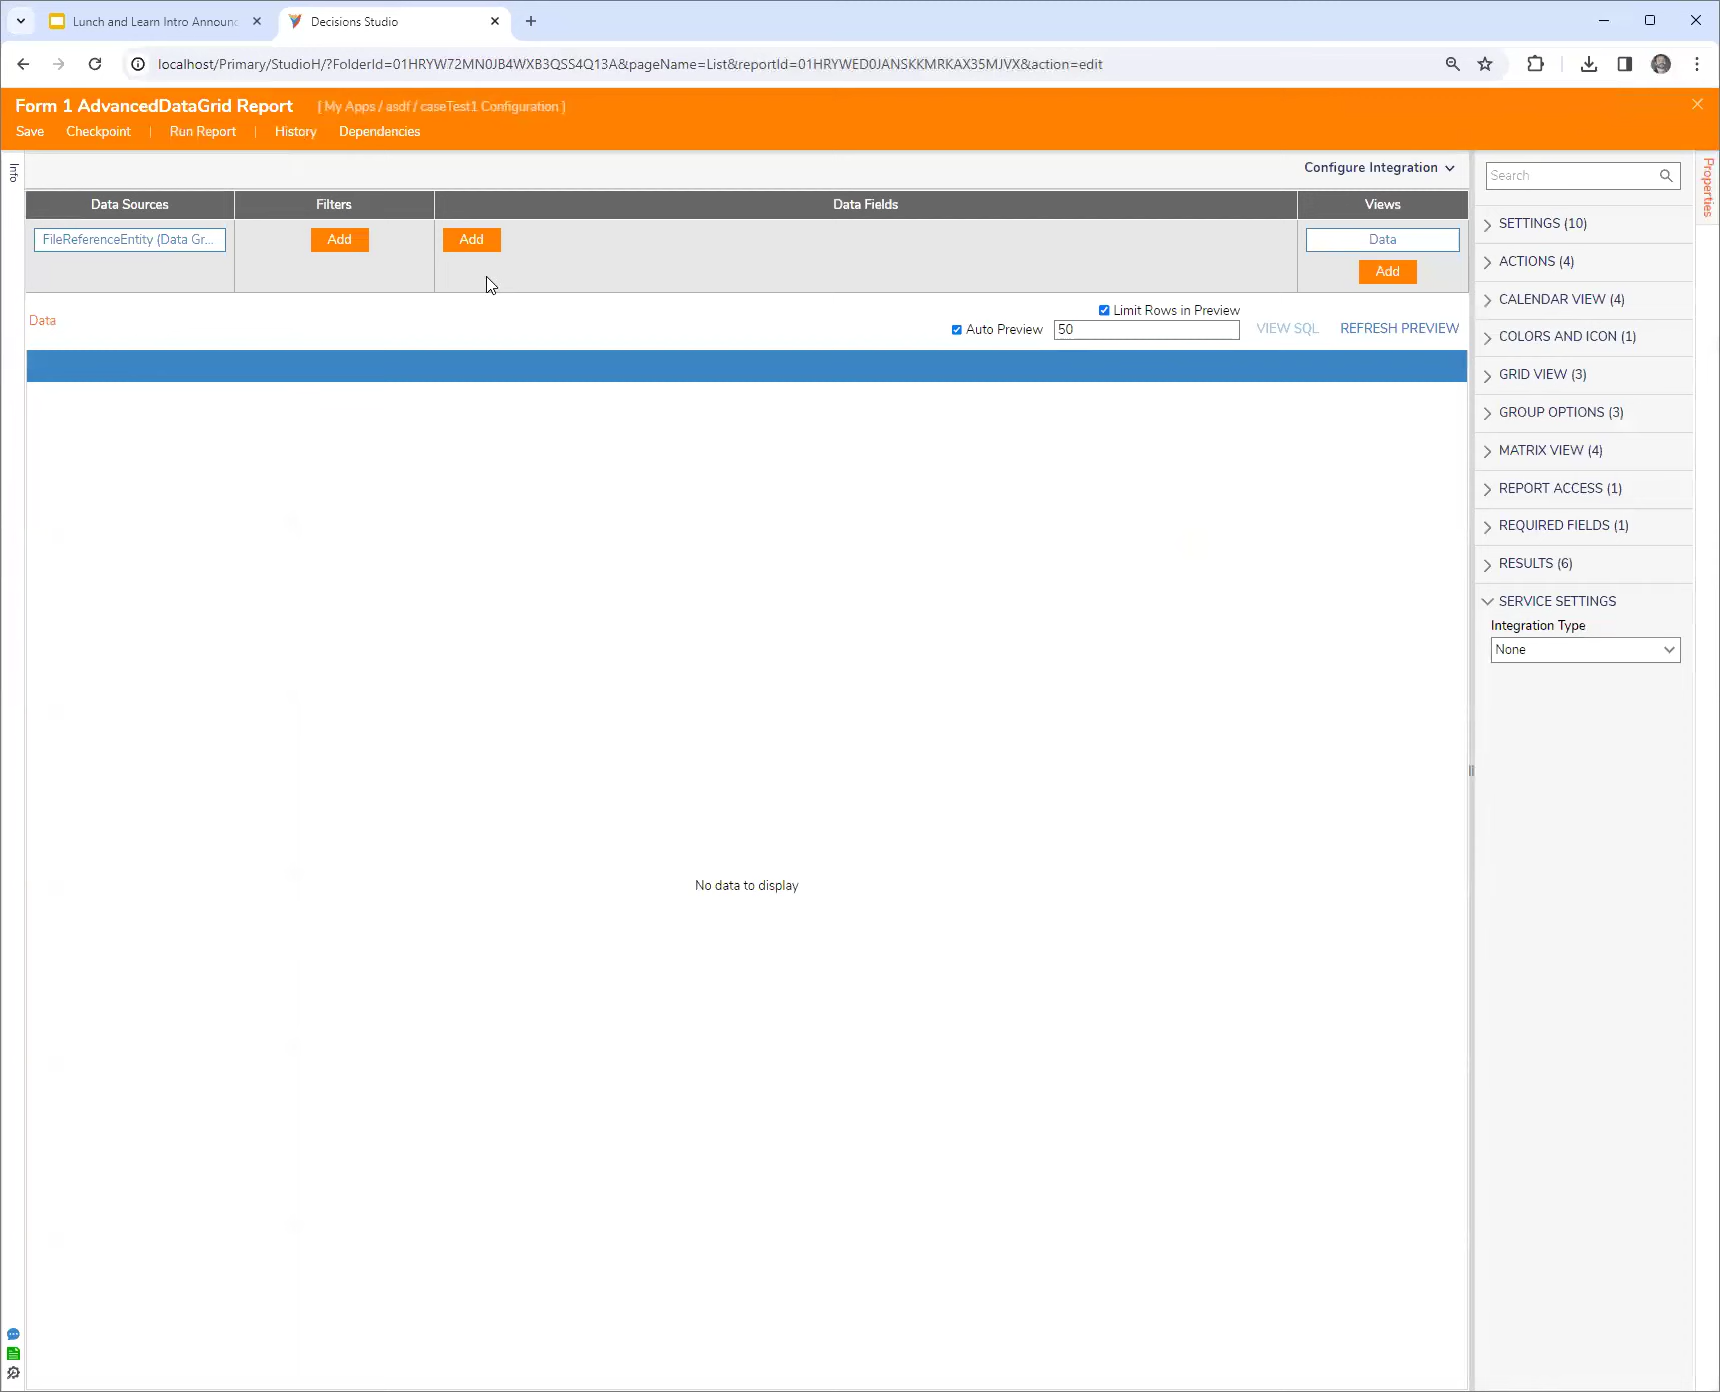 Lunch and Learn Intro Announ
Decisions Studio
localhost/Primary/StudioH/?FolderId=01HRYW72MN0JB4WXB3QSS4Q13A&pageName=List&reportId=01HRYWED0JANSKKMRKAX35MJVX&action=edit
Form 1 AdvancedDataGrid Report [ My Apps / asdf / caseTest1 Configuration ]
Save Checkpoint | Run Report | History Dependencies
Info
Configure Integration
Data Sources Filters Data Fields Views
FileReferenceEntity (Data Gr... Add Add Data
Add
Data
Limit Rows in Preview
Auto Preview 50 VIEW SQL REFRESH PREVIEW
No data to display
Search
Properties
SETTINGS (10)
ACTIONS (4)
CALENDAR VIEW (4)
COLORS AND ICON (1)
GRID VIEW (3)
GROUP OPTIONS (3)
MATRIX VIEW (4)
REPORT ACCESS (1)
REQUIRED FIELDS (1)
RESULTS (6)
SERVICE SETTINGS
Integration Type
None